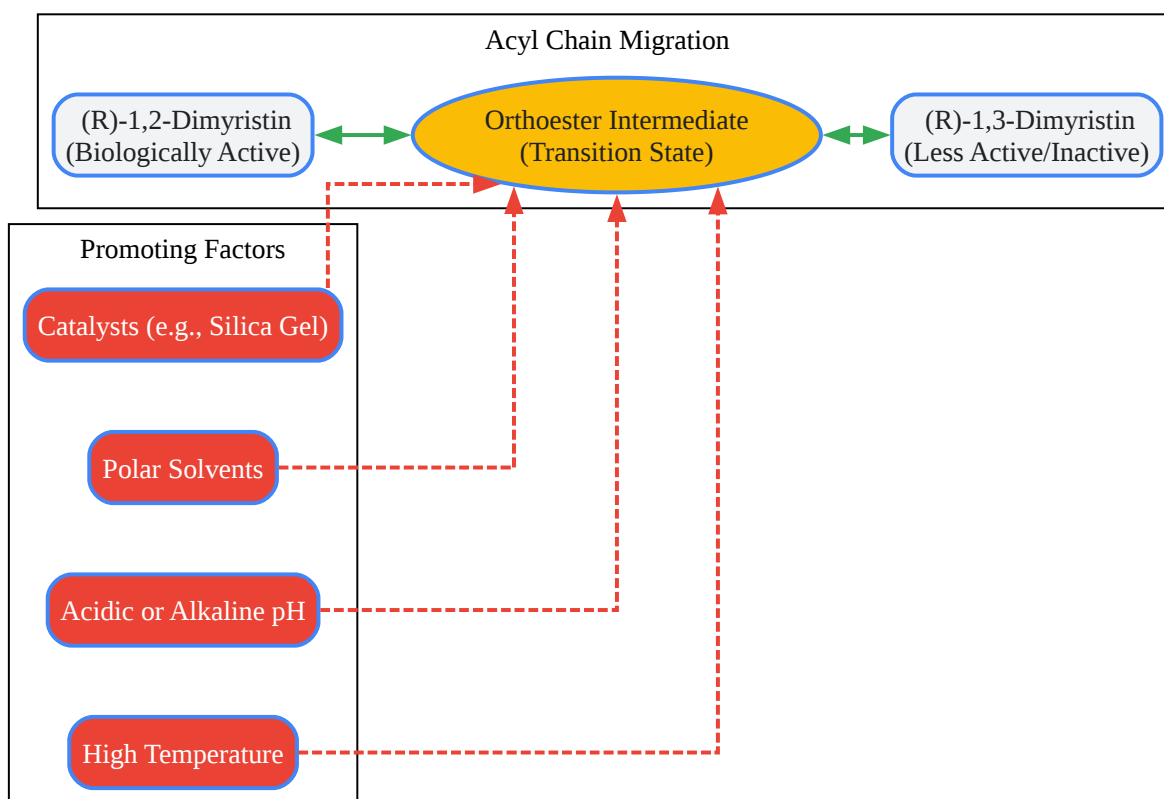 Acyl Chain Migration
(R)-1,2-Dimyristin
(Biologically Active)
Orthoester Intermediate
(Transition State)
(R)-1,3-Dimyristin
(Less Active/Inactive)
Promoting Factors
Catalysts (e.g., Silica Gel)
Polar Solvents
Acidic or Alkaline pH
High Temperature